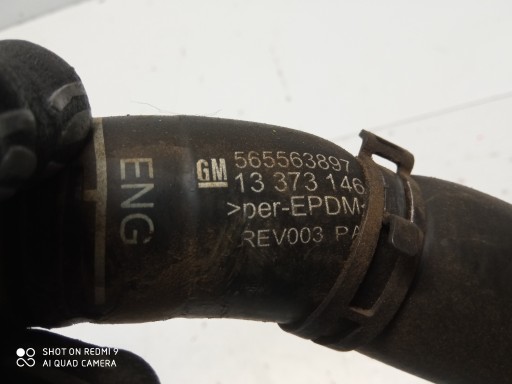 ENG
GM
565563897
13 373 146
>per-EPDM-
REV003 PA
SHOT ON REDMI 9
AI QUAD CAMERA